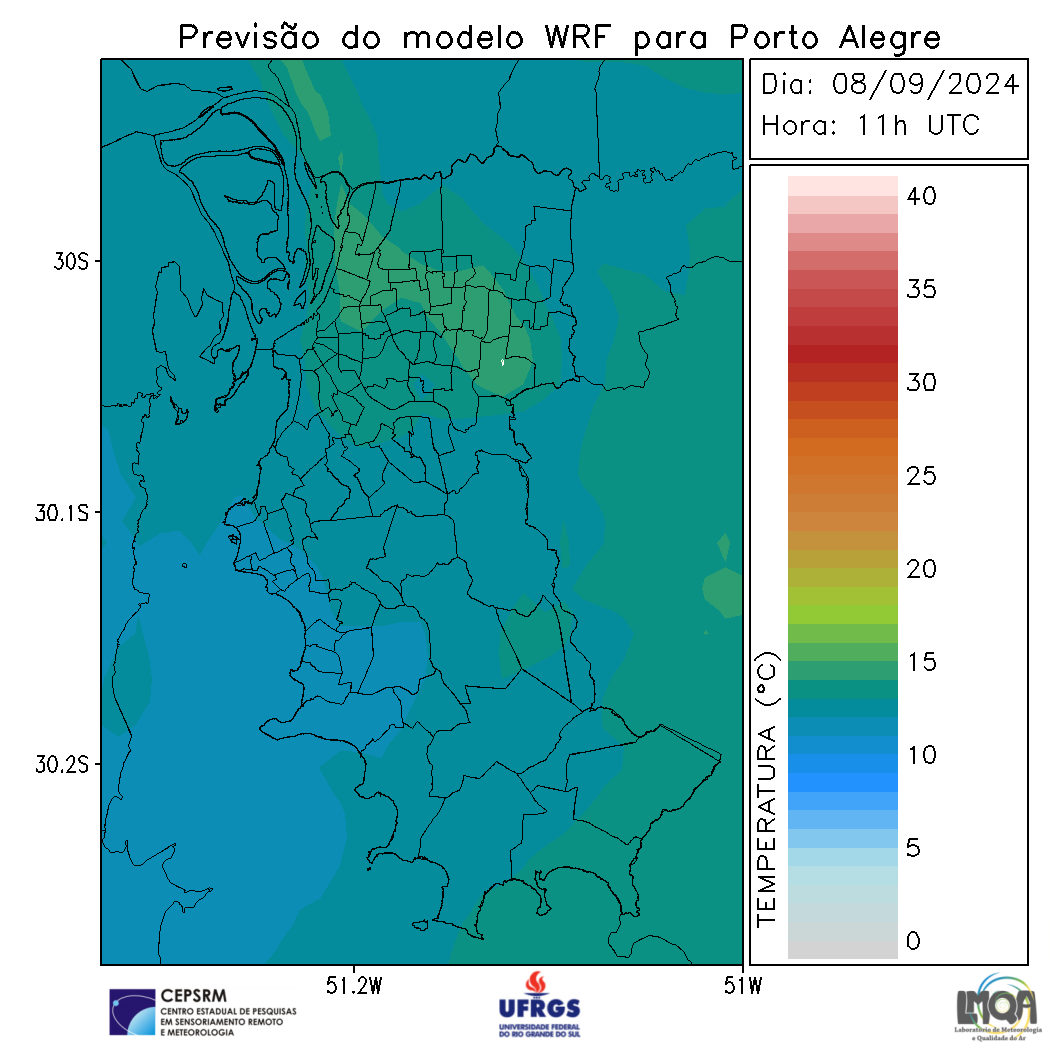 Previsão do modelo WRF para Porto Alegre
Dia: 08/09/2024
Hora: 11h UTC
30S
30.1S
30.2S
51.2W
51W
40
35
30
25
20
15
10
5
0
TEMPERATURA (°C)
CEPSRM
CENTRO ESTADUAL DE PESQUISAS
EM SENSORIAMENTO REMOTO
E METEOROLOGIA
UFRGS
UNIVERSIDADE FEDERAL
DO RIO GRANDE DO SUL
LMQA
Laboratório de Meteorologia
e Qualidade do Ar